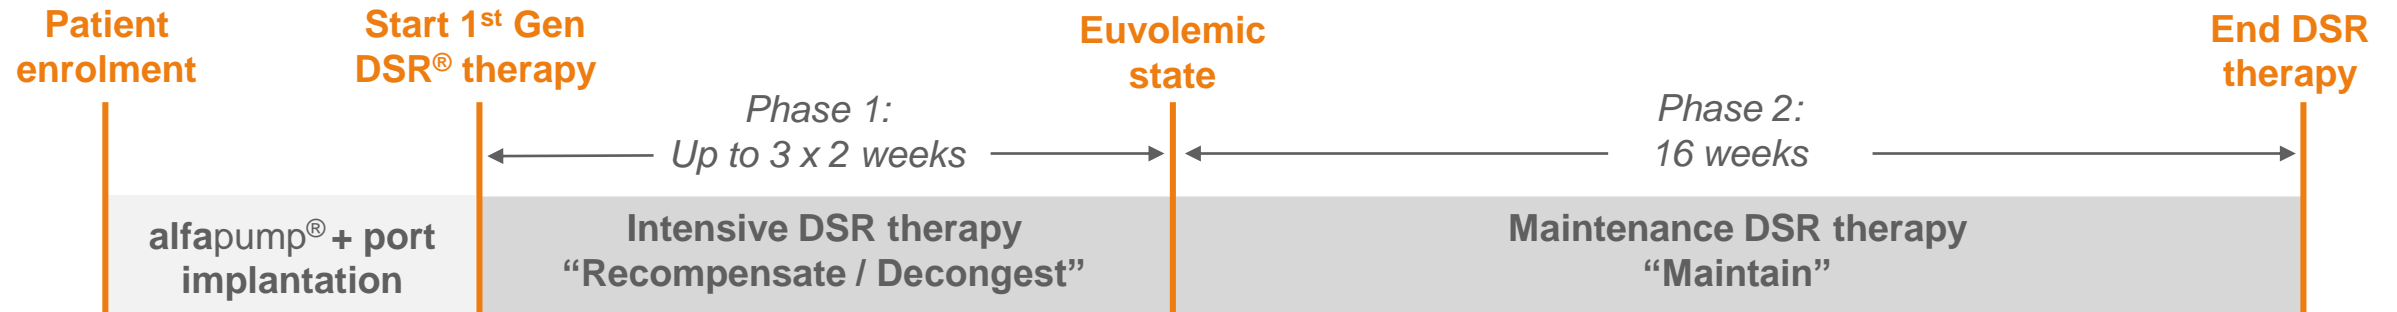 Patient
enrolment
Start 1st Gen
DSR® therapy
Euvolemic
state
End DSR
therapy
Phase 1:
Up to 3 x 2 weeks
Phase 2:
16 weeks
alfapump® + port
implantation
Intensive DSR therapy
“Recompensate / Decongest”
Maintenance DSR therapy
“Maintain”